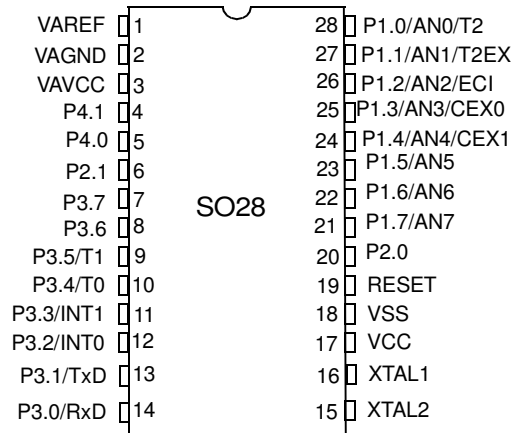 VAREF 1 28 P1.0/AN0/T2
VAGND 2 27 P1.1/AN1/T2EX
VAVCC 3 26 P1.2/AN2/ECI
P4.1 4 25 P1.3/AN3/CEX0
P4.0 5 24 P1.4/AN4/CEX1
P2.1 6 23 P1.5/AN5
P3.7 7 22 P1.6/AN6
SO28
P3.6 8 21 P1.7/AN7
P3.5/T1 9 20 P2.0
P3.4/T0 10 19 RESET
P3.3/INT1 11 18 VSS
P3.2/INT0 12 17 VCC
P3.1/TxD 13 16 XTAL1
P3.0/RxD 14 15 XTAL2